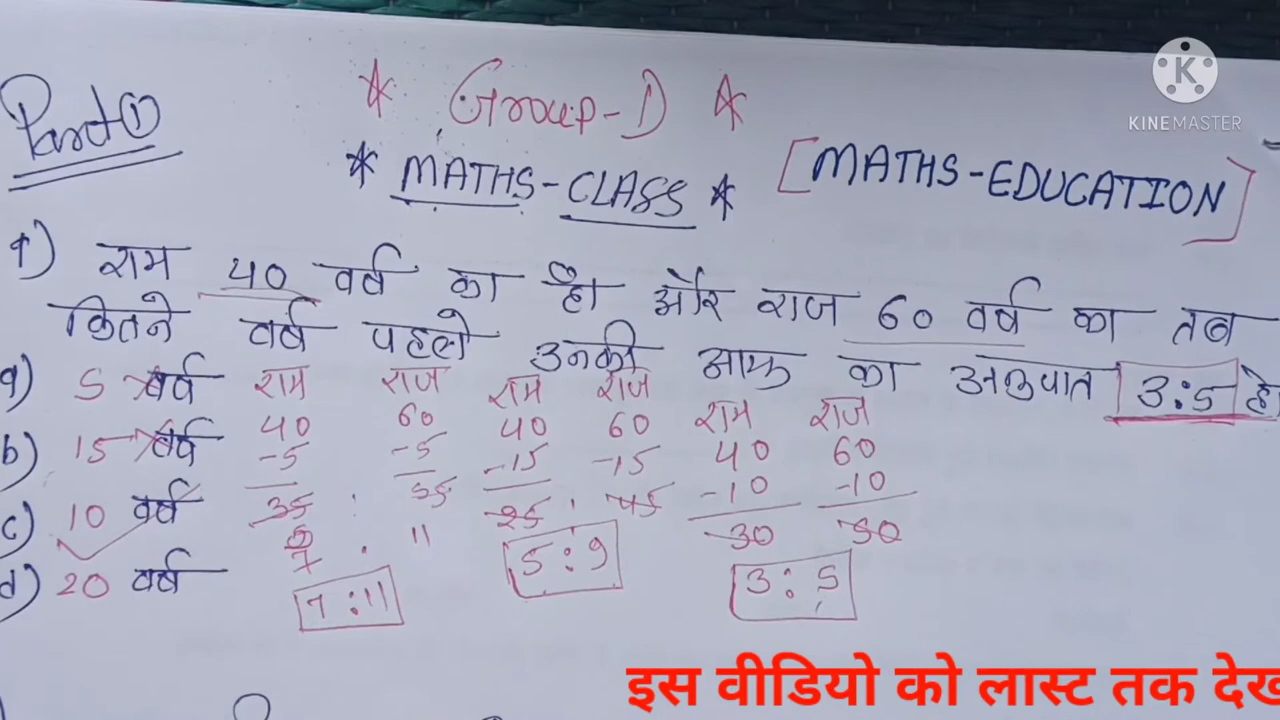 Part ①
* Group-D *
K
KINEMASTER
* MATHS-CLASS *
[MATHS-EDUCATION]
राम 40 वर्ष का है। और राज 60 वर्ष का तब
कितने वर्ष पहले उनकी आयु का अनुपात 3:5 है
a) 5 वर्ष
b) 15 वर्ष
c) 10 वर्ष
d) 20 वर्ष
राम राज राम राज राम राज
40 60 40 60 40 60
-5 -5 -15 -15 -10 -10
35 : 55 25 : 45 30 50
7 : 11
7 : 11 5 : 9 3 : 5
इस वीडियो को लास्ट तक देख